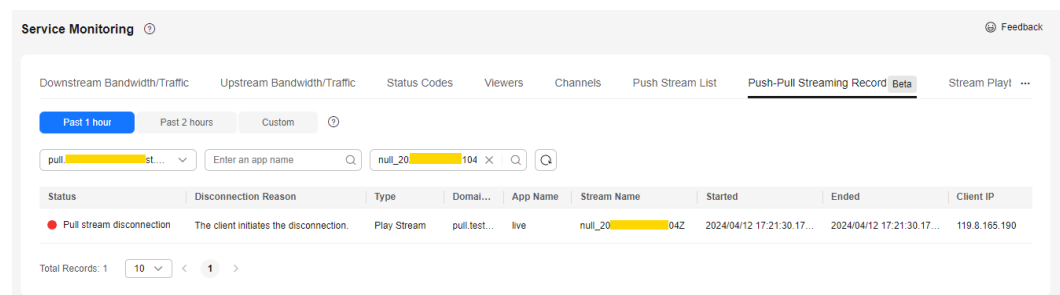 Service Monitoring
Feedback
Downstream Bandwidth/Traffic Upstream Bandwidth/Traffic Status Codes Viewers Channels Push Stream List Push-Pull Streaming Record Beta Stream Playb ...
Past 1 hour Past 2 hours Custom
pull. st.... Enter an app name null_20 104
Status Disconnection Reason Type Domai... App Name Stream Name Started Ended Client IP
Pull stream disconnection The client initiates the disconnection. Play Stream pull.test... live null_20 04Z 2024/04/12 17:21:30.17... 2024/04/12 17:21:30.17... 119.8.165.190
Total Records: 1 10 < 1 >